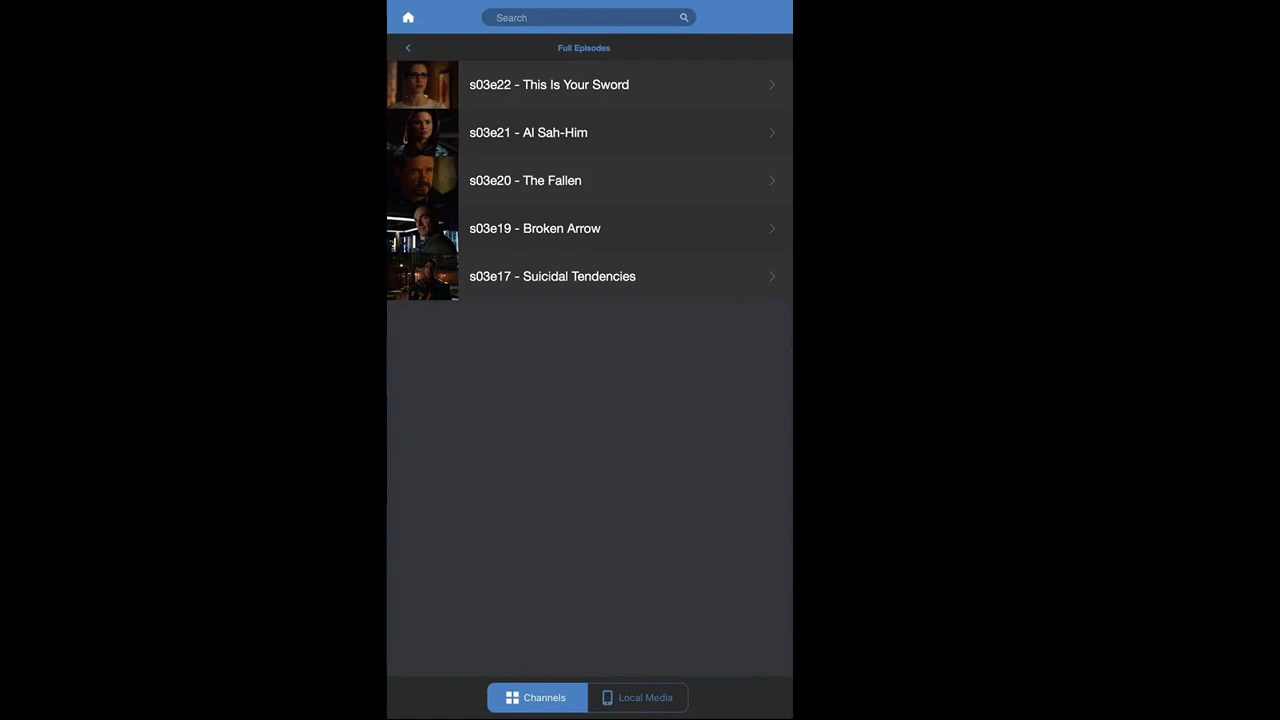 Search
Full Episodes
s03e22 - This Is Your Sword
s03e21 - Al Sah-Him
s03e20 - The Fallen
s03e19 - Broken Arrow
s03e17 - Suicidal Tendencies
Channels
Local Media